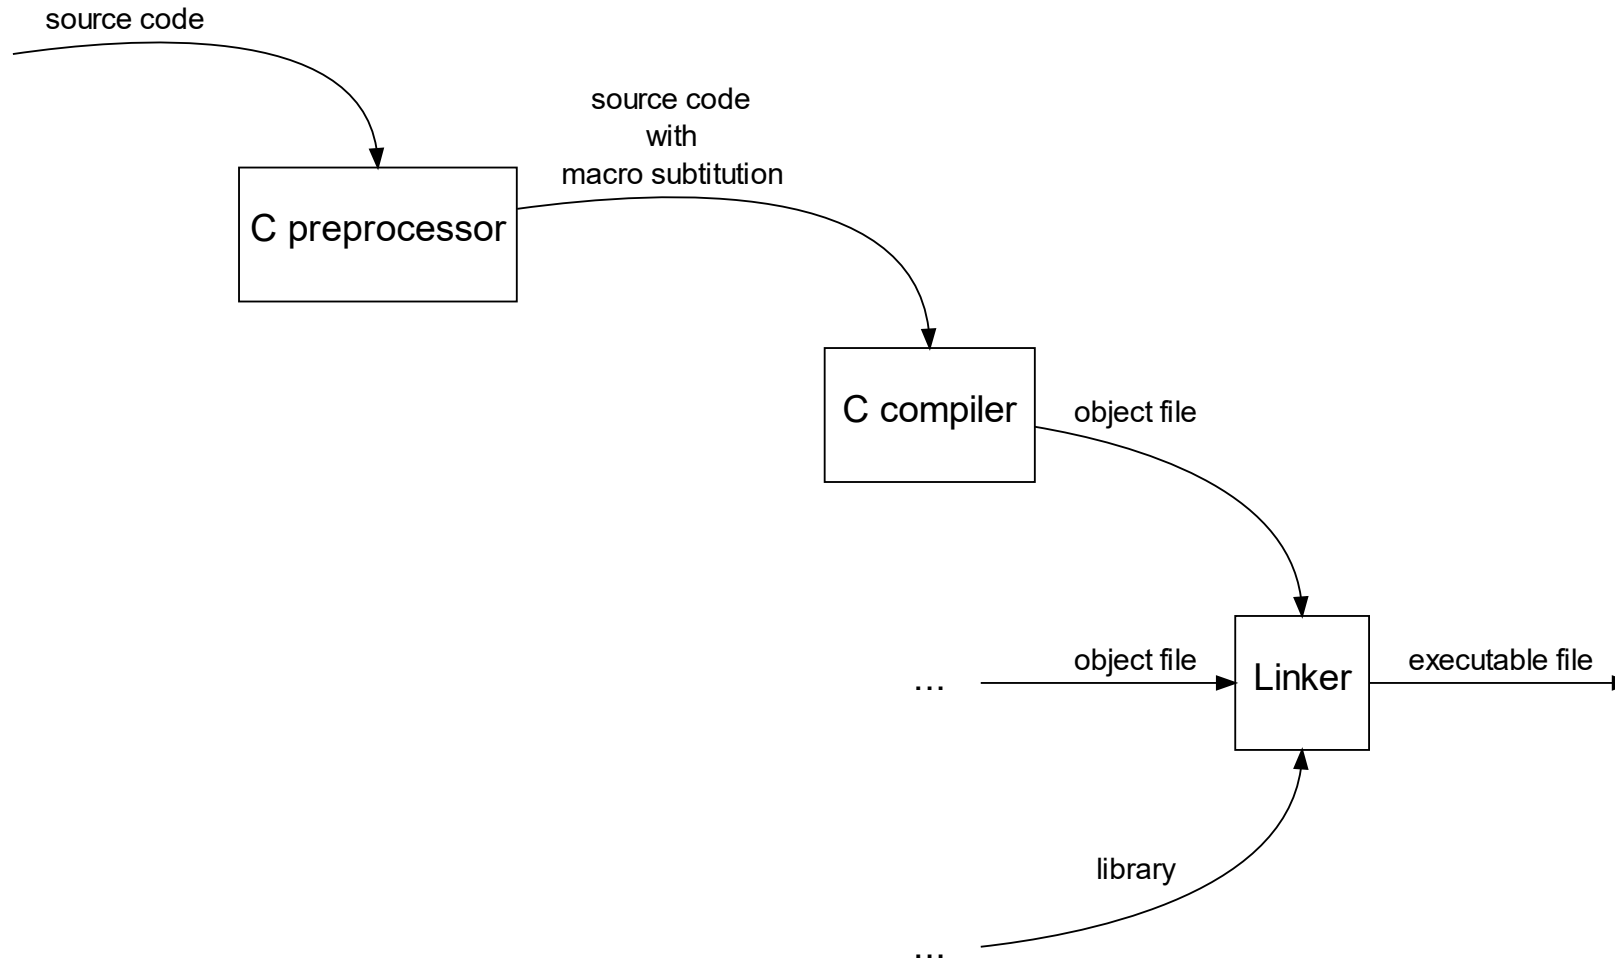 source code
source code
with
macro subtitution
C preprocessor
C compiler
object file
... object file
Linker
executable file
library
...